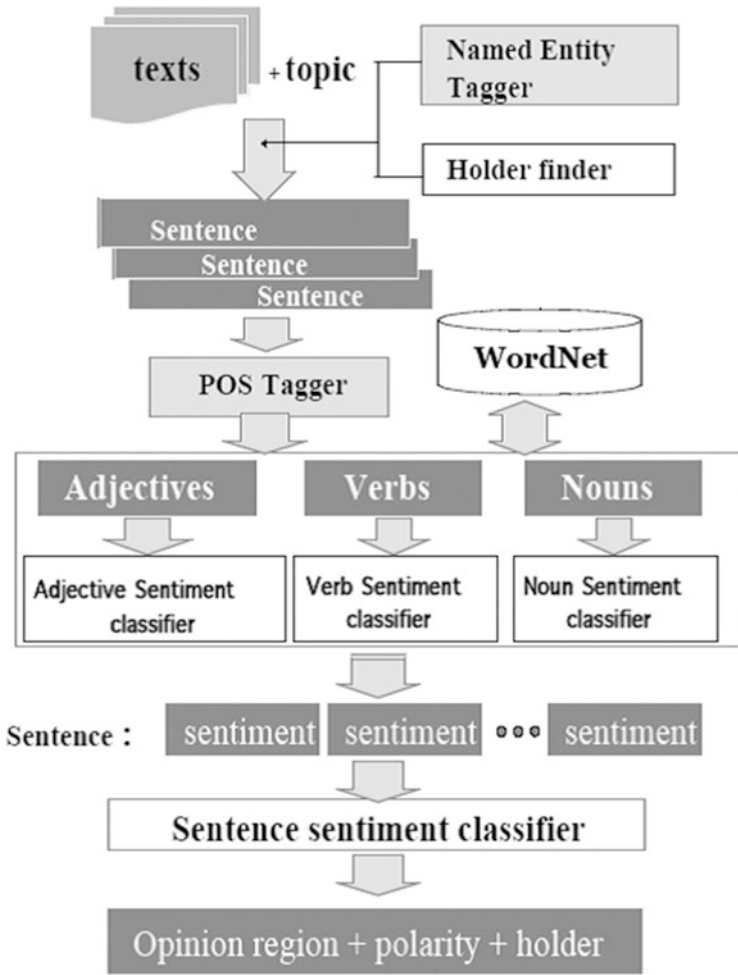 texts
+ topic
Named Entity
Tagger
Holder finder
Sentence
Sentence
Sentence
POS Tagger
WordNet
Adjectives
Verbs
Nouns
Adjective Sentiment
classifier
Verb Sentiment
classifier
Noun Sentiment
classifier
Sentence :
sentiment
sentiment
•••
sentiment
Sentence sentiment classifier
Opinion region + polarity + holder